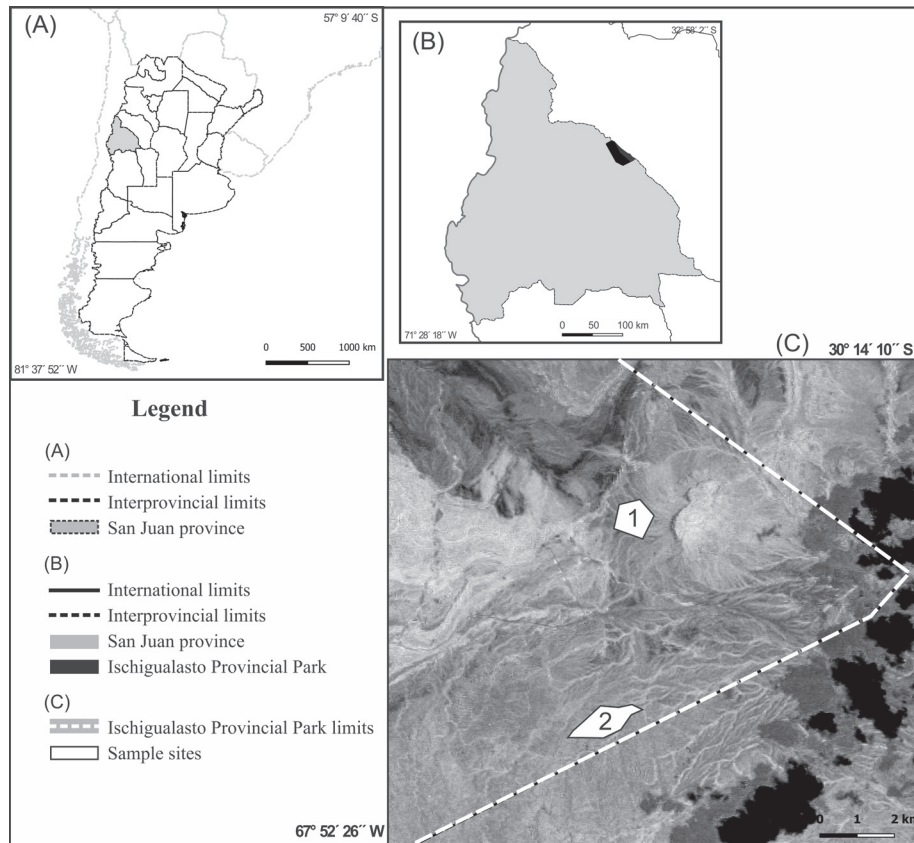 (A)
57° 9´ 40´´ S
0 500 1000 km
81° 37´ 52´´ W
(B)
32° 58´ 2´´ S
0 50 100 km
71° 28´ 18´´ W
(C)
30° 14´ 10´´ S
1
2
0 1 2 km
67° 52´ 26´´ W
Legend
(A)
International limits
Interprovincial limits
San Juan province
(B)
International limits
Interprovincial limits
San Juan province
Ischigualasto Provincial Park
(C)
Ischigualasto Provincial Park limits
Sample sites